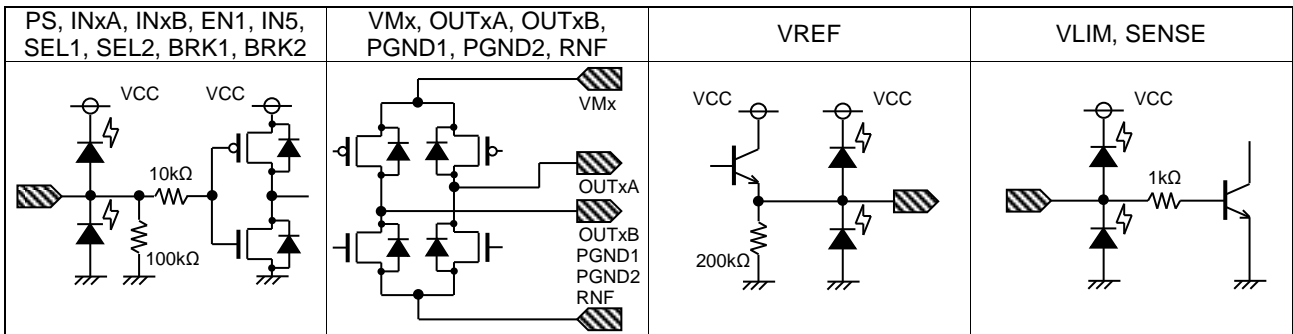 PS, INxA, INxB, EN1, IN5,
SEL1, SEL2, BRK1, BRK2
VMx, OUTxA, OUTxB,
PGND1, PGND2, RNF
VREF
VLIM, SENSE
VCC
VCC
10kΩ
100kΩ
VMx
OUTxA
OUTxB
PGND1
PGND2
RNF
VCC
VCC
200kΩ
VCC
1kΩ